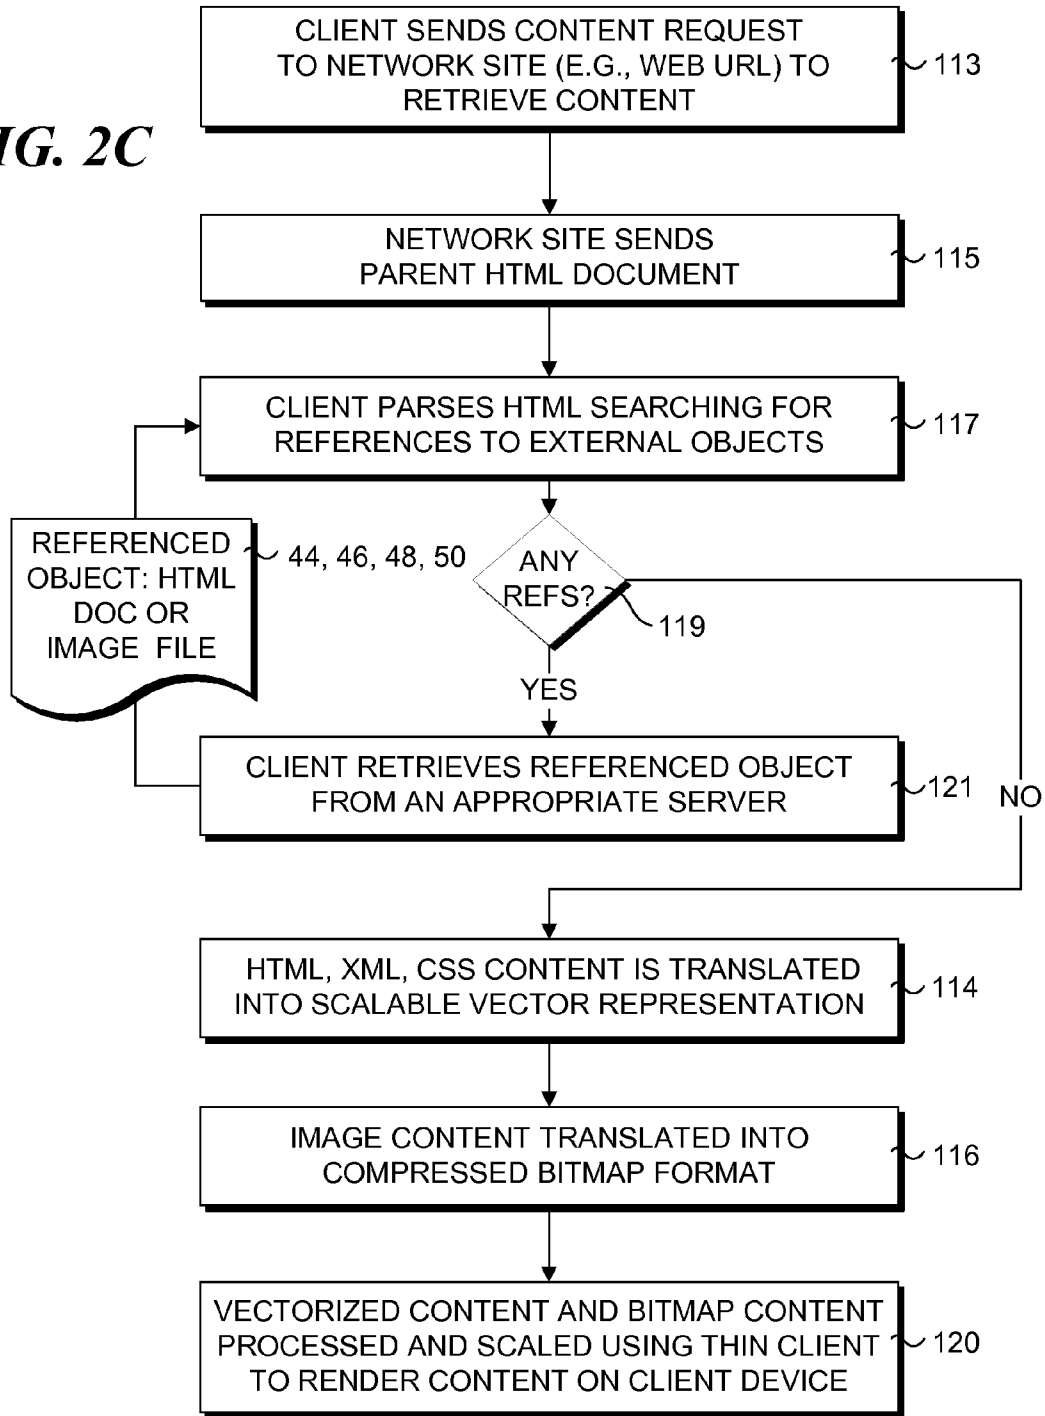 CLIENT SENDS CONTENT REQUEST
TO NETWORK SITE (E.G., WEB URL) TO
RETRIEVE CONTENT
113
IG. 2C
NETWORK SITE SENDS
PARENT HTML DOCUMENT
115
CLIENT PARSES HTML SEARCHING FOR
REFERENCES TO EXTERNAL OBJECTS
117
REFERENCED
OBJECT: HTML
DOC OR
IMAGE FILE
44, 46, 48, 50
ANY
REFS?
119
YES
CLIENT RETRIEVES REFERENCED OBJECT
FROM AN APPROPRIATE SERVER
121
NO
HTML, XML, CSS CONTENT IS TRANSLATED
INTO SCALABLE VECTOR REPRESENTATION
114
IMAGE CONTENT TRANSLATED INTO
COMPRESSED BITMAP FORMAT
116
VECTORIZED CONTENT AND BITMAP CONTENT
PROCESSED AND SCALED USING THIN CLIENT
TO RENDER CONTENT ON CLIENT DEVICE
120